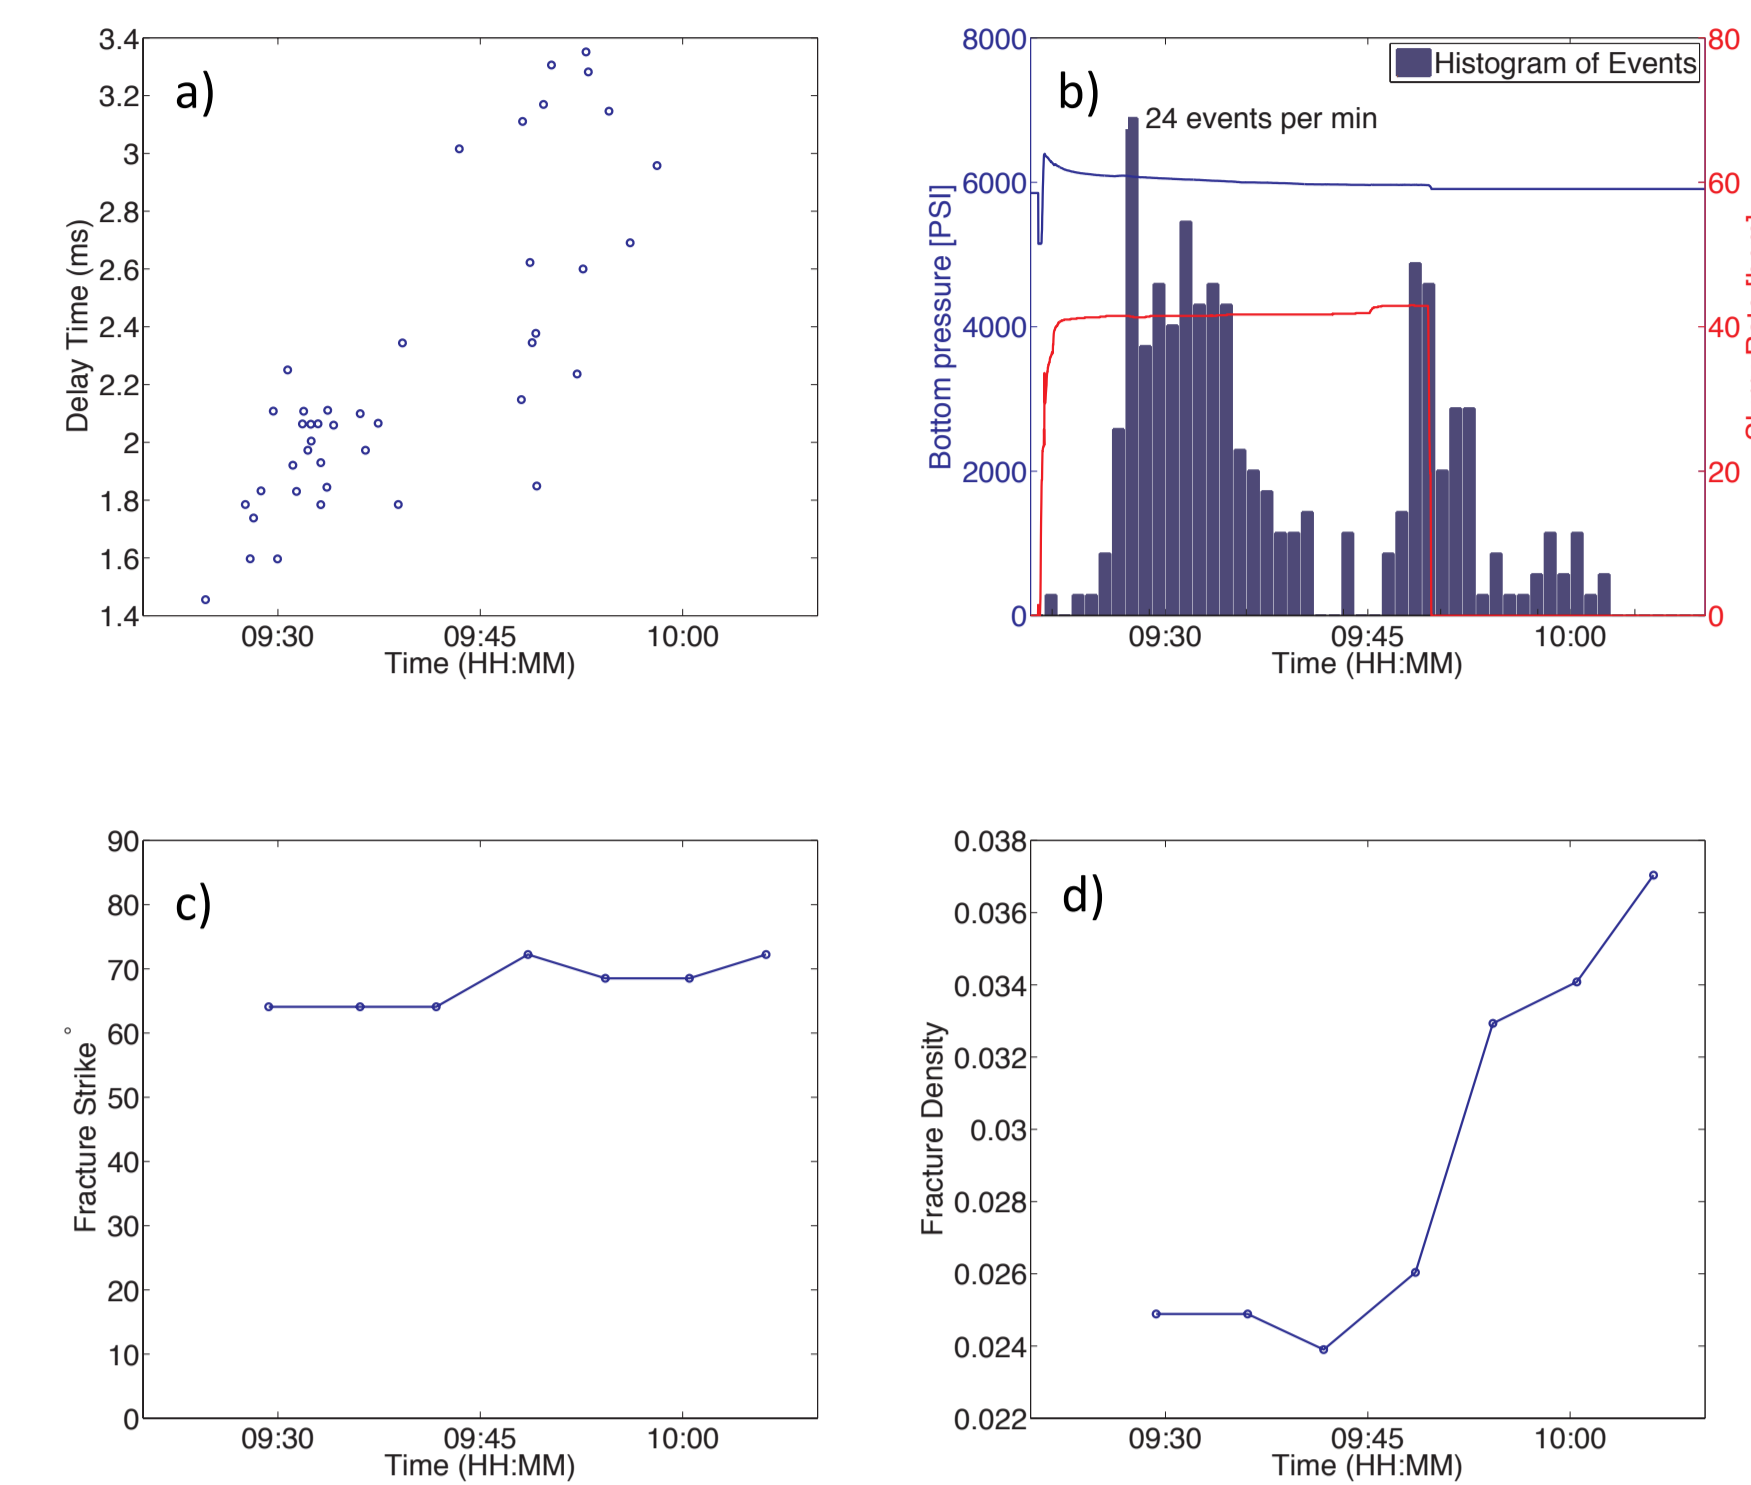 a)
3.4
3.2
3
2.8
2.6
2.4
2.2
2
1.8
1.6
1.4
Delay Time (ms)
09:30 09:45 10:00
Time (HH:MM)
b)
Histogram of Events
24 events per min
8000
6000
4000
2000
0
Bottom pressure [PSI]
80
60
40
20
0
09:30 09:45 10:00
Time (HH:MM)
c)
90
80
70
60
50
40
30
20
10
0
Fracture Strike °
09:30 09:45 10:00
Time (HH:MM)
d)
0.038
0.036
0.034
0.032
0.03
0.028
0.026
0.024
0.022
Fracture Density
09:30 09:45 10:00
Time (HH:MM)